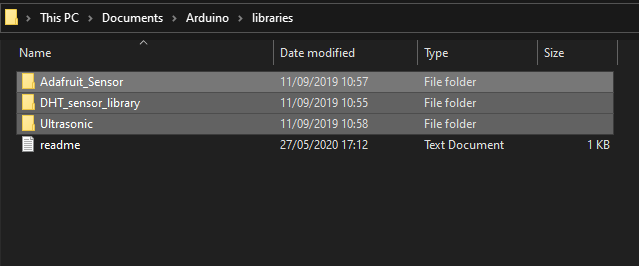 This PC > Documents > Arduino > libraries
Name Date modified Type Size
Adafruit_Sensor 11/09/2019 10:57 File folder
DHT_sensor_library 11/09/2019 10:55 File folder
Ultrasonic 11/09/2019 10:58 File folder
readme 27/05/2020 17:12 Text Document 1 KB